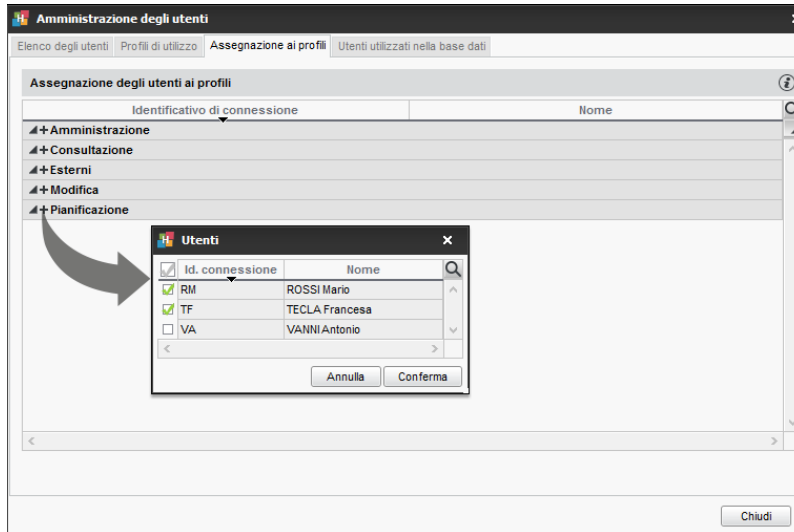 Amministrazione degli utenti
Elenco degli utenti Profili di utilizzo Assegnazione ai profili Utenti utilizzati nella base dati
Assegnazione degli utenti ai profili
Identificativo di connessione Nome
Amministrazione
Consultazione
Esterni
Modifica
Pianificazione
Utenti
Id. connessione Nome
RM ROSSI Mario
TF TECLA Francesa
VA VANNI Antonio
Annulla Conferma
Chiudi